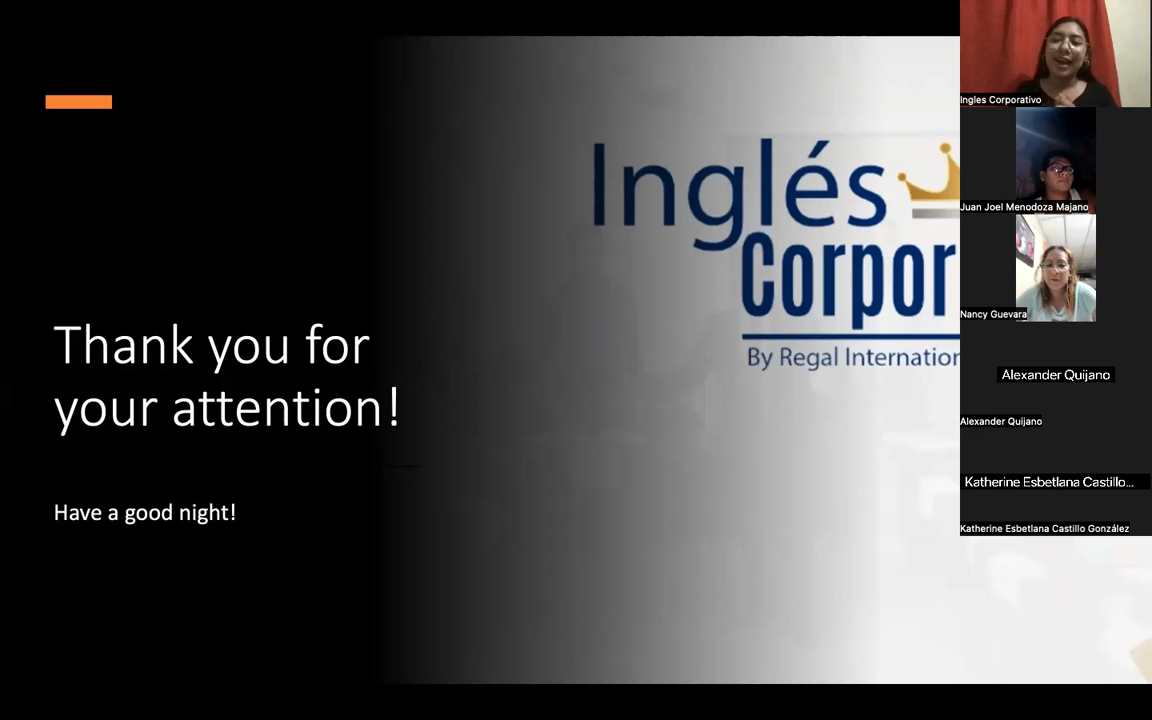 Thank you for
your attention!
Have a good night!
Inglés
Corpor
By Regal Internation
Ingles Corporativo
Juan Joel Menodoza Majano
Nancy Guevara
Alexander Quijano
Alexander Quijano
Katherine Esbetlana Castillo...
Katherine Esbetlana Castillo González